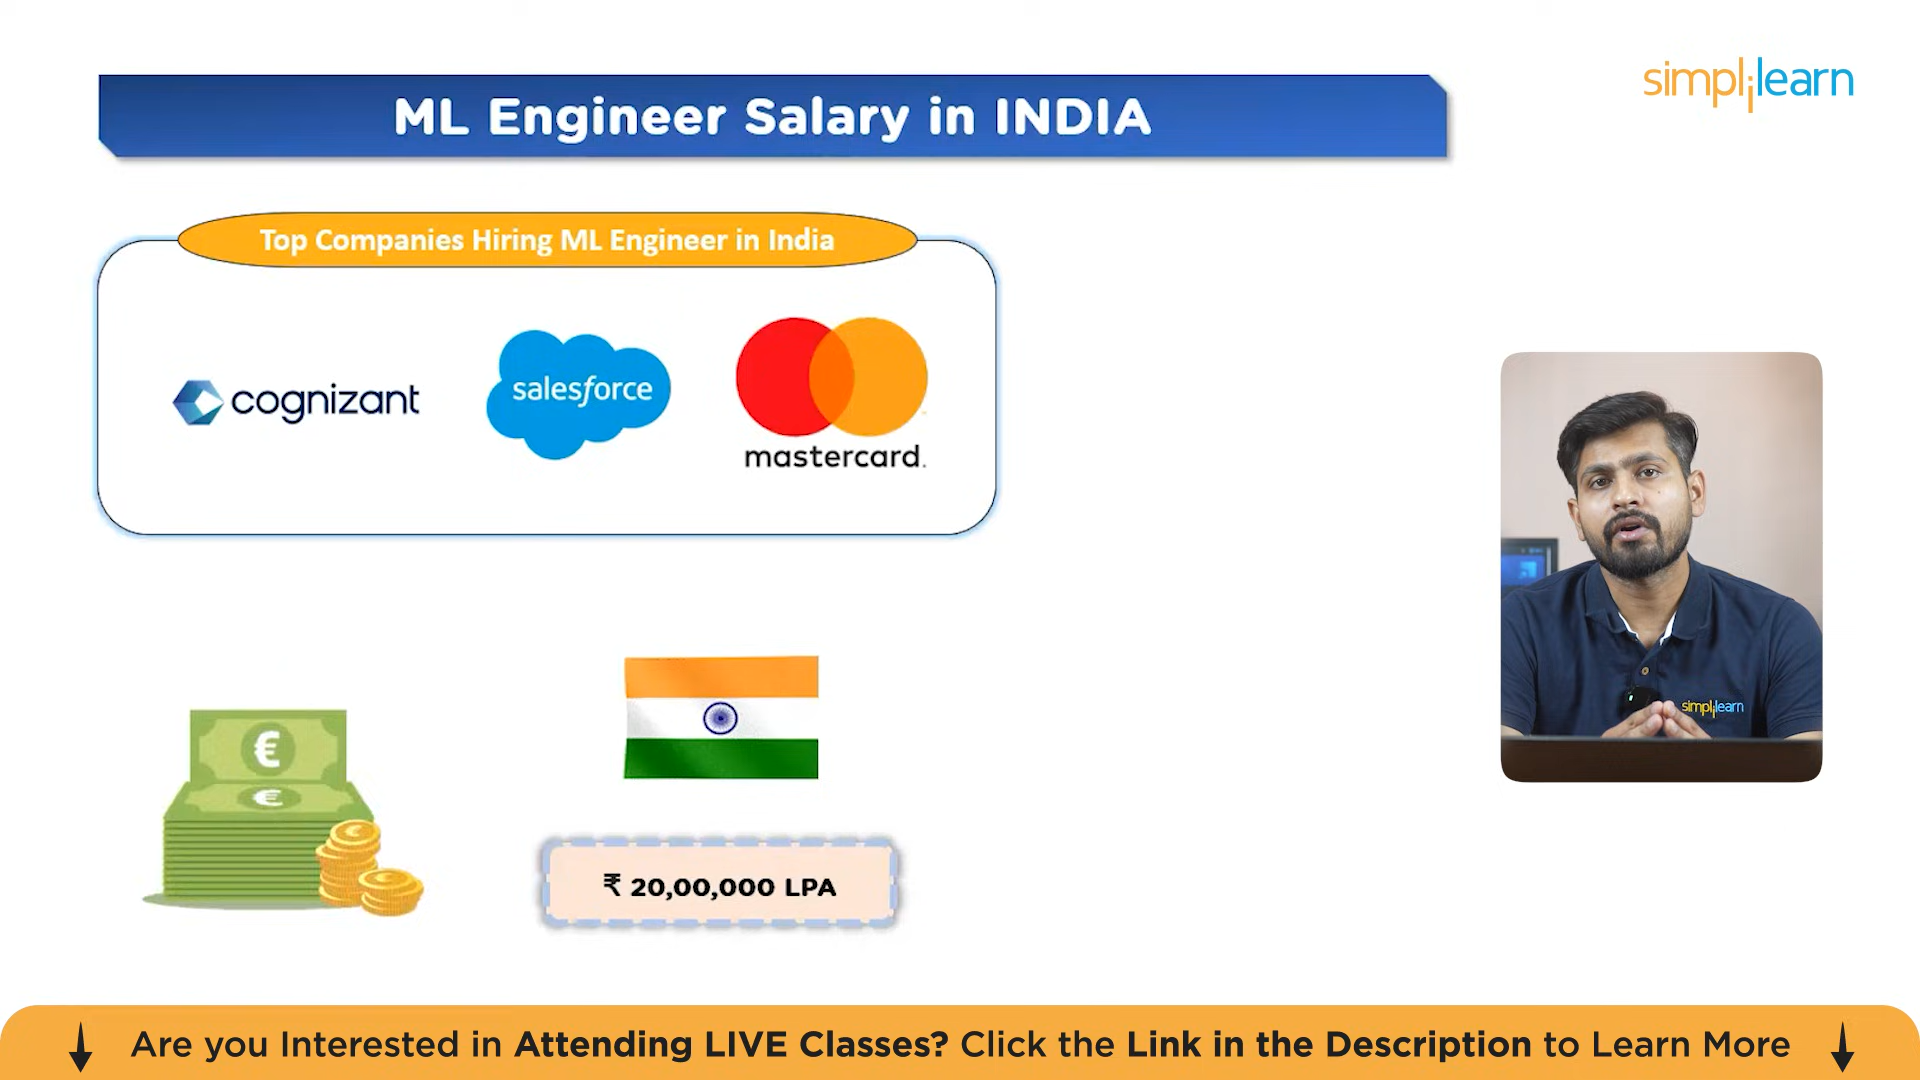 simplilearn
ML Engineer Salary in INDIA
Top Companies Hiring ML Engineer in India
cognizant
salesforce
mastercard.
simplilearn
€
€
₹ 20,00,000 LPA
Are you Interested in Attending LIVE Classes? Click the Link in the Description to Learn More